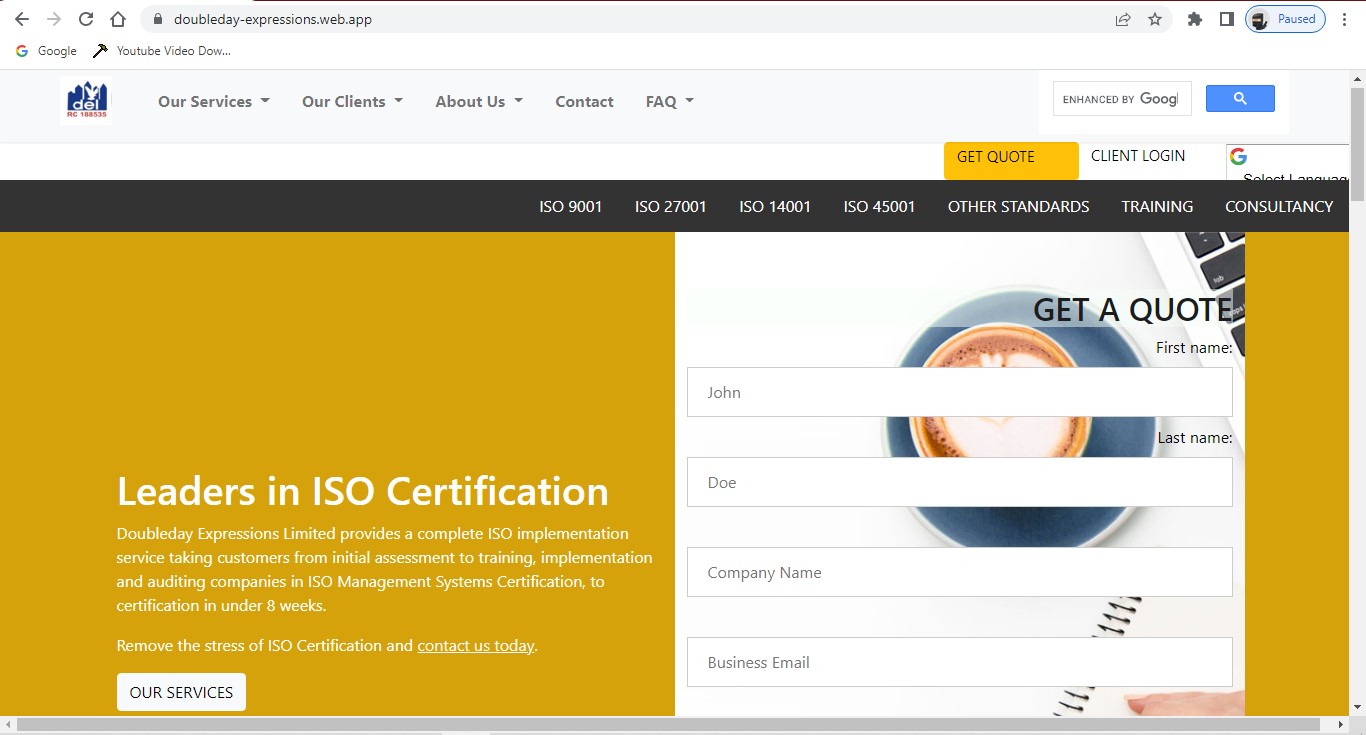 doubleday-expressions.web.app
Paused
Google
Youtube Video Dow...
del
RC 188535
Our Services
Our Clients
About Us
Contact
FAQ
ENHANCED BY Googl
GET QUOTE
CLIENT LOGIN
Select Language
ISO 9001
ISO 27001
ISO 14001
ISO 45001
OTHER STANDARDS
TRAINING
CONSULTANCY
Leaders in ISO Certification
Doubleday Expressions Limited provides a complete ISO implementation
service taking customers from initial assessment to training, implementation
and auditing companies in ISO Management Systems Certification, to
certification in under 8 weeks.
Remove the stress of ISO Certification and contact us today.
OUR SERVICES
GET A QUOTE
First name:
John
Last name:
Doe
Company Name
Business Email
tab